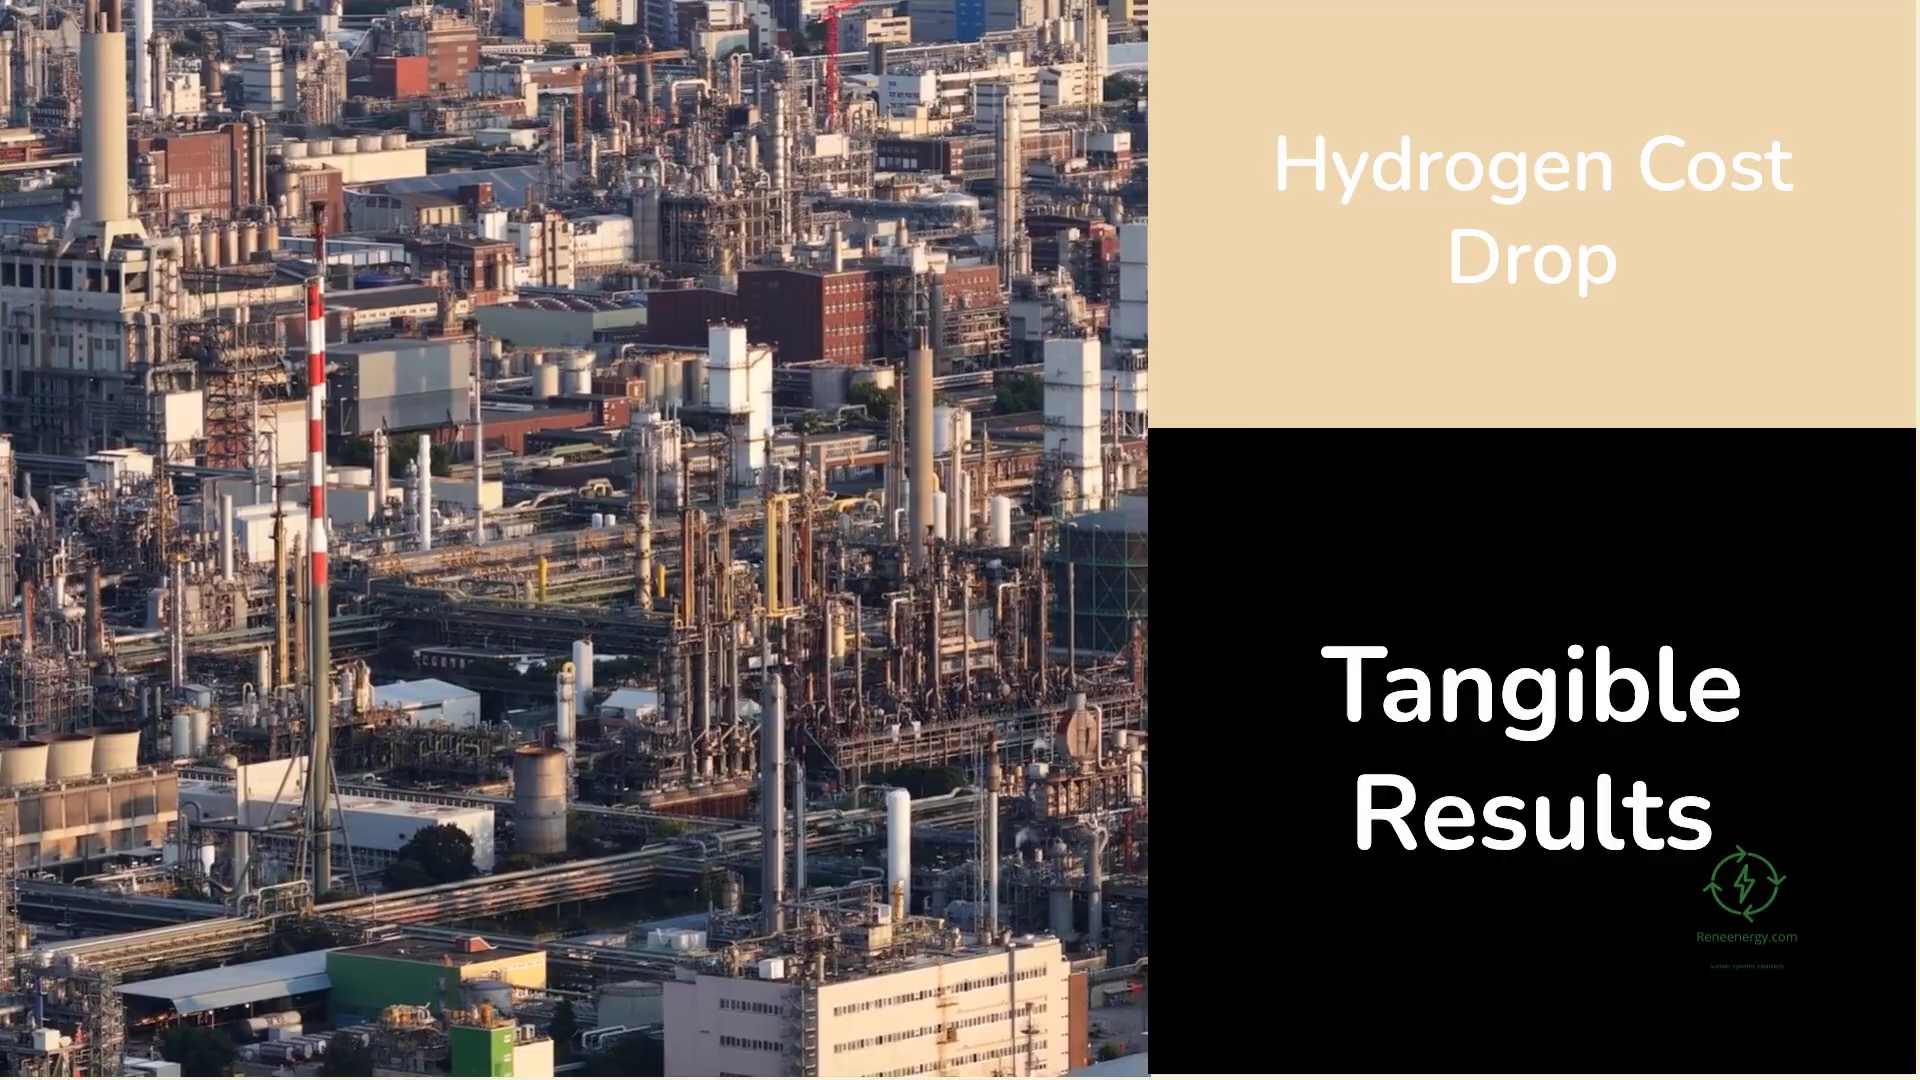 Hydrogen Cost
Drop
Tangible
Results
Reneenergy.com